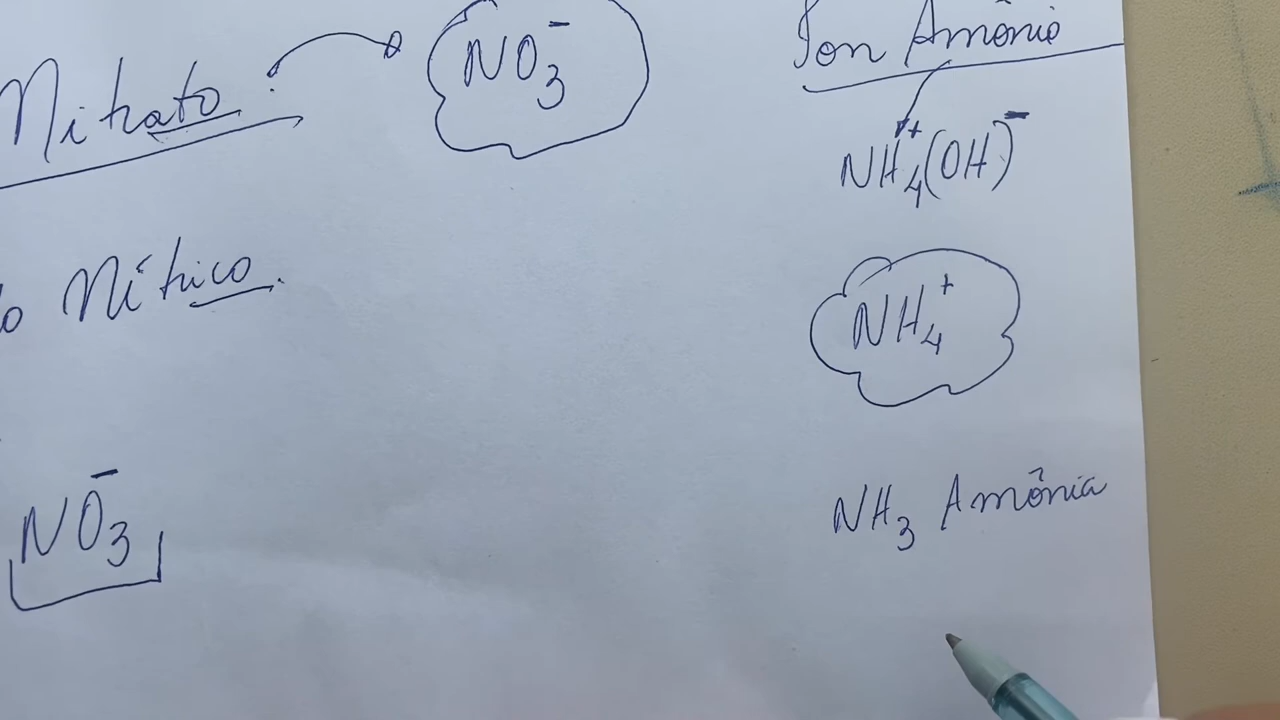 Nitrato.
NO₃⁻
o Nítrico.
NO₃⁻
Íon Amônio
NH₄⁺(OH)⁻
NH₄⁺
NH₃ Amônia